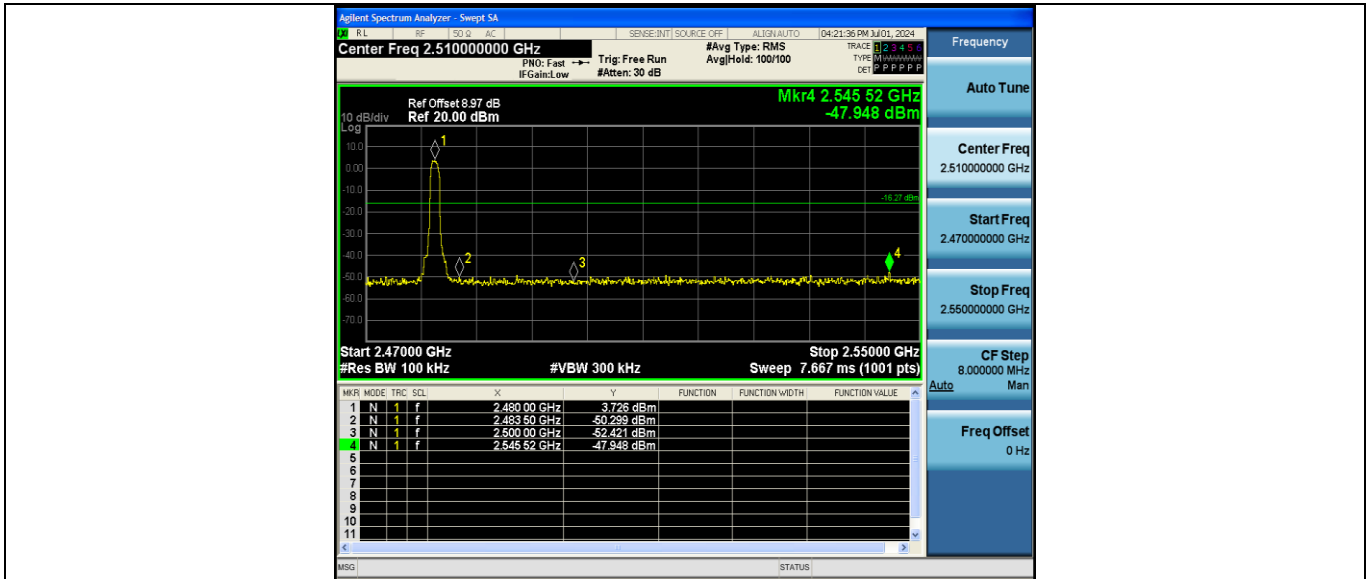 Agilent Spectrum Analyzer - Swept SA
LXI RL RF 50 Ω AC SENSE:INT SOURCE OFF ALIGN AUTO 04:21:36 PM Jul 01, 2024
Center Freq 2.510000000 GHz
PNO: Fast
IFGain:Low
Trig: Free Run
#Atten: 30 dB
#Avg Type: RMS
Avg|Hold: 100/100
TRACE 1 2 3 4 5 6
TYPE M WWWWW
DET P P P P P P
Mkr4 2.545 52 GHz
-47.948 dBm
Ref Offset 8.97 dB
10 dB/div Ref 20.00 dBm
Log
10.0
0.00
-10.0
-20.0
-30.0
-40.0
-50.0
-60.0
-70.0
1
2
3
4
-16.27 dBm
Start 2.47000 GHz Stop 2.55000 GHz
#Res BW 100 kHz #VBW 300 kHz Sweep 7.667 ms (1001 pts)
MKR MODE TRC SCL X Y FUNCTION FUNCTION WIDTH FUNCTION VALUE
1 N 1 f 2.480 00 GHz 3.726 dBm
2 N 1 f 2.483 50 GHz -50.299 dBm
3 N 1 f 2.500 00 GHz -52.421 dBm
4 N 1 f 2.545 52 GHz -47.948 dBm
5
6
7
8
9
10
11
MSG STATUS
Frequency
Auto Tune
Center Freq
2.510000000 GHz
Start Freq
2.470000000 GHz
Stop Freq
2.550000000 GHz
CF Step
8.000000 MHz
Auto Man
Freq Offset
0 Hz